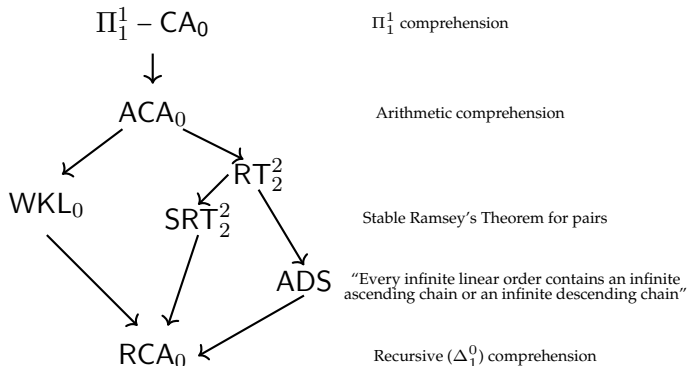 Π¹₁ – CA₀ Π¹₁ comprehension
ACA₀ Arithmetic comprehension
RT²₂
WKL₀
SRT²₂ Stable Ramsey's Theorem for pairs
ADS "Every infinite linear order contains an infinite
ascending chain or an infinite descending chain"
RCA₀ Recursive (Δ⁰₁) comprehension